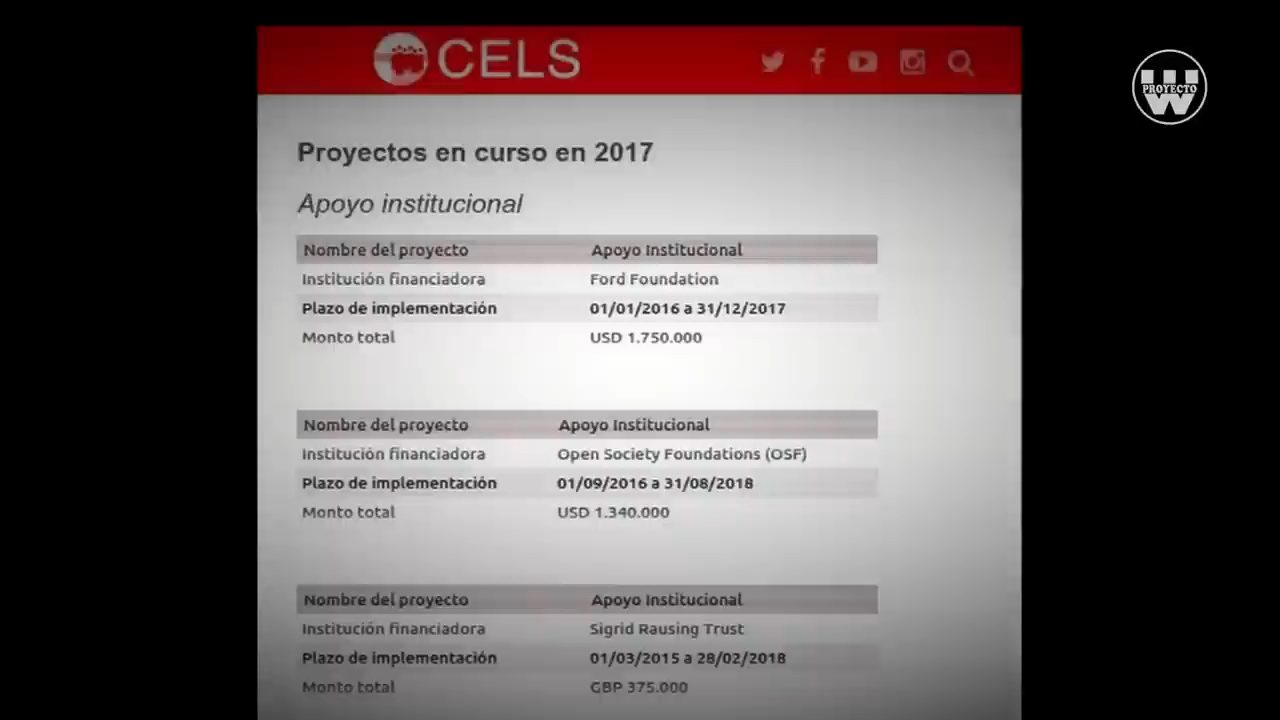 CELS
PROYECTO
W
Proyectos en curso en 2017
Apoyo institucional
Nombre del proyecto Apoyo Institucional
Institución financiadora Ford Foundation
Plazo de implementación 01/01/2016 a 31/12/2017
Monto total USD 1.750.000
Nombre del proyecto Apoyo Institucional
Institución financiadora Open Society Foundations (OSF)
Plazo de implementación 01/09/2016 a 31/08/2018
Monto total USD 1.340.000
Nombre del proyecto Apoyo Institucional
Institución financiadora Sigrid Rausing Trust
Plazo de implementación 01/03/2015 a 28/02/2018
Monto total GBP 375.000